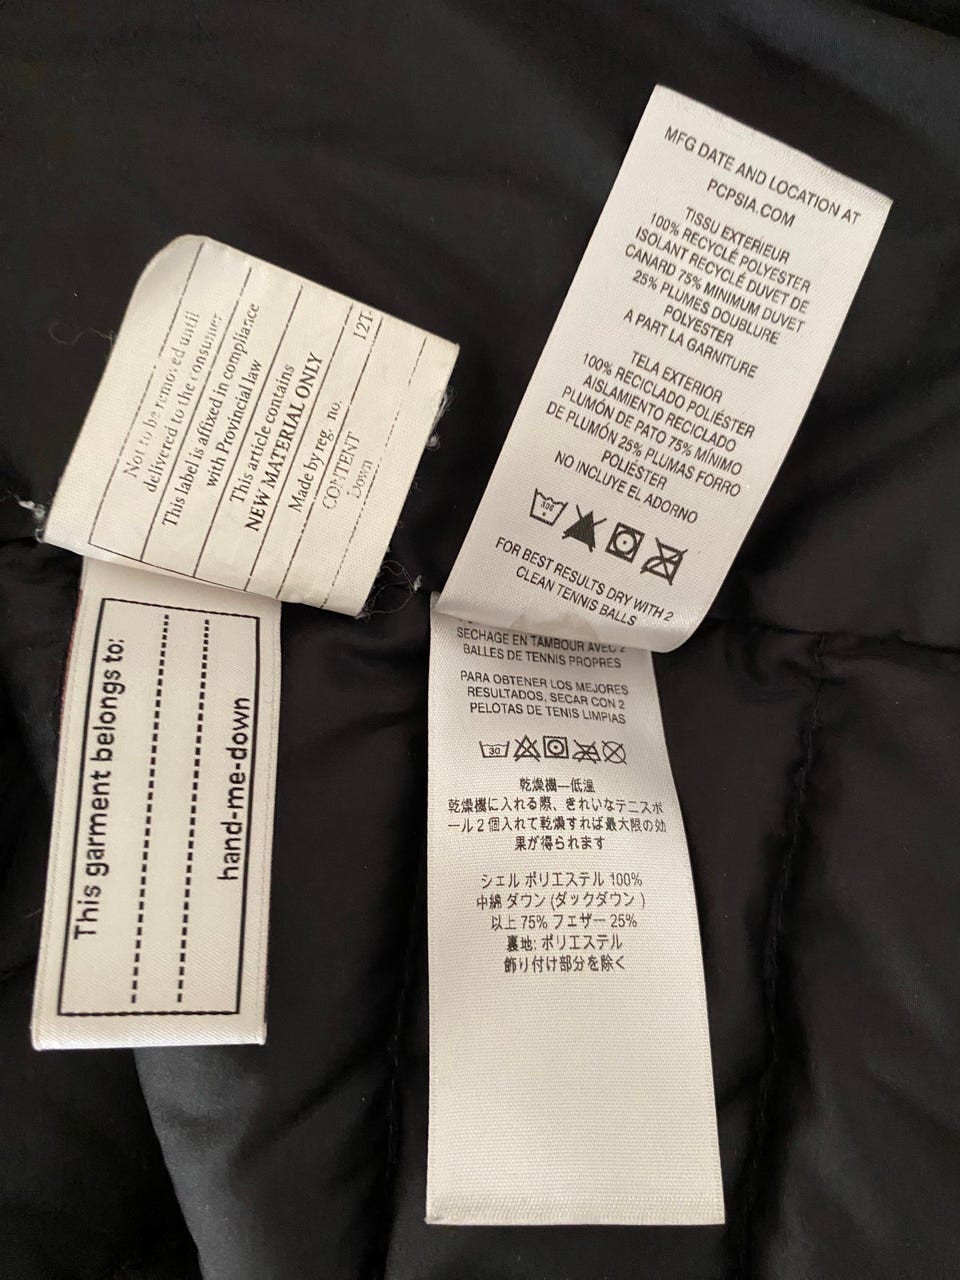 Not to be removed until
delivered to the consumer
This label is affixed in compliance
with Provincial law
This article contains
NEW MATERIAL ONLY
Made by reg. no.
12T-
CONTENT
Down
This garment belongs to:
hand-me-down
MFG DATE AND LOCATION AT
PCPSIA.COM
TISSU EXTERIEUR
100% RECYCLÉ POLYESTER
ISOLANT RECYCLÉ DUVET DE
CANARD 75% MINIMUM DUVET
25% PLUMES DOUBLURE
POLYESTER
A PART LA GARNITURE
TELA EXTERIOR
100% RECICLADO POLIÉSTER
AISLAMIENTO RECICLADO
PLUMÓN DE PATO 75% MÍNIMO
DE PLUMÓN 25% PLUMAS FORRO
POLIÉSTER
NO INCLUYE EL ADORNO
FOR BEST RESULTS DRY WITH 2
CLEAN TENNIS BALLS
SECHAGE EN TAMBOUR AVEC 2
BALLES DE TENNIS PROPRES
PARA OBTENER LOS MEJORES
RESULTADOS, SECAR CON 2
PELOTAS DE TENIS LIMPIAS
30
乾燥機—低温
乾燥機に入れる際、きれいなテニスボ
ール2個入れて乾燥すれば最大限の効
果が得られます
シェル ポリエステル 100%
中綿 ダウン (ダックダウン )
以上 75% フェザー 25%
裏地: ポリエステル
飾り付け部分を除く